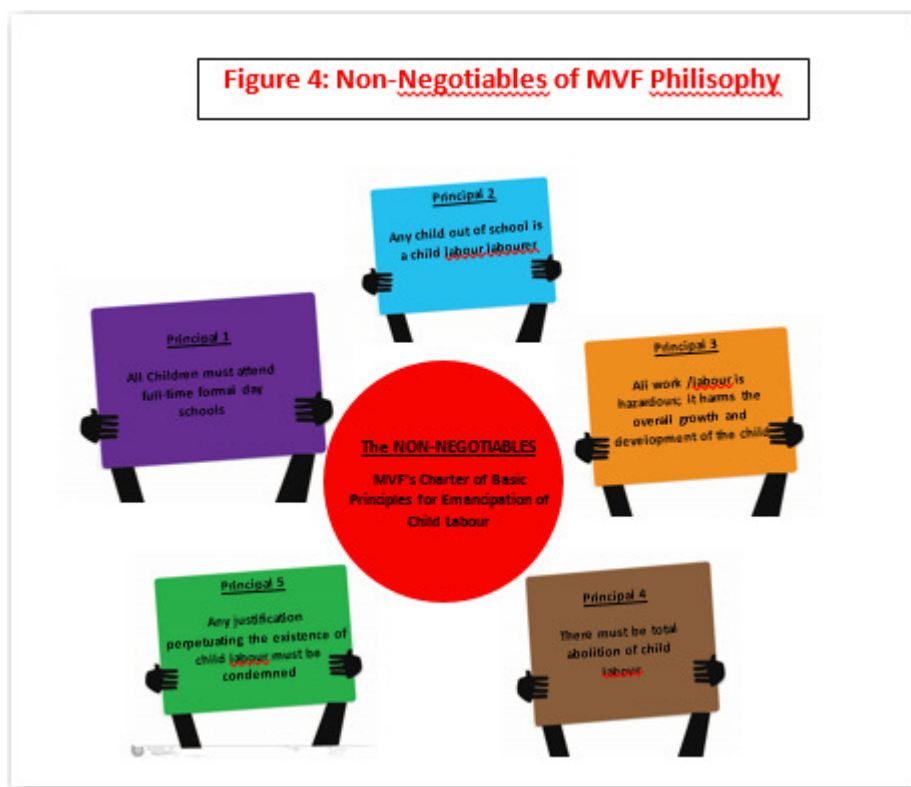 Figure 4: Non-Negotiables of MVF Philisophy
Principal 1
All Children must attend
full-time formal day
schools
Principal 2
Any child out of school is
a child labour labourer
Principal 3
All work /labour is
hazardous; it harms the
overall growth and
development of the child
The NON-NEGOTIABLES
MVF's Charter of Basic
Principles for Emancipation of
Child Labour
Principal 4
There must be total
abolition of child
labour
Principal 5
Any justification
perpetuating the existence of
child labour must be
condemned